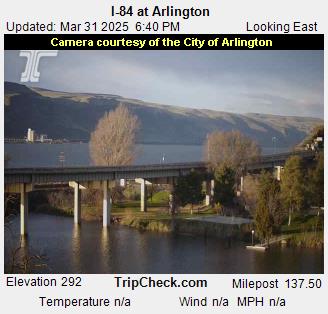 I-84 at Arlington
Updated: Mar 31 2025 6:40 PM Looking East
Camera courtesy of the City of Arlington
Elevation 292 TripCheck.com Milepost 137.50
Temperature n/a Wind n/a MPH n/a